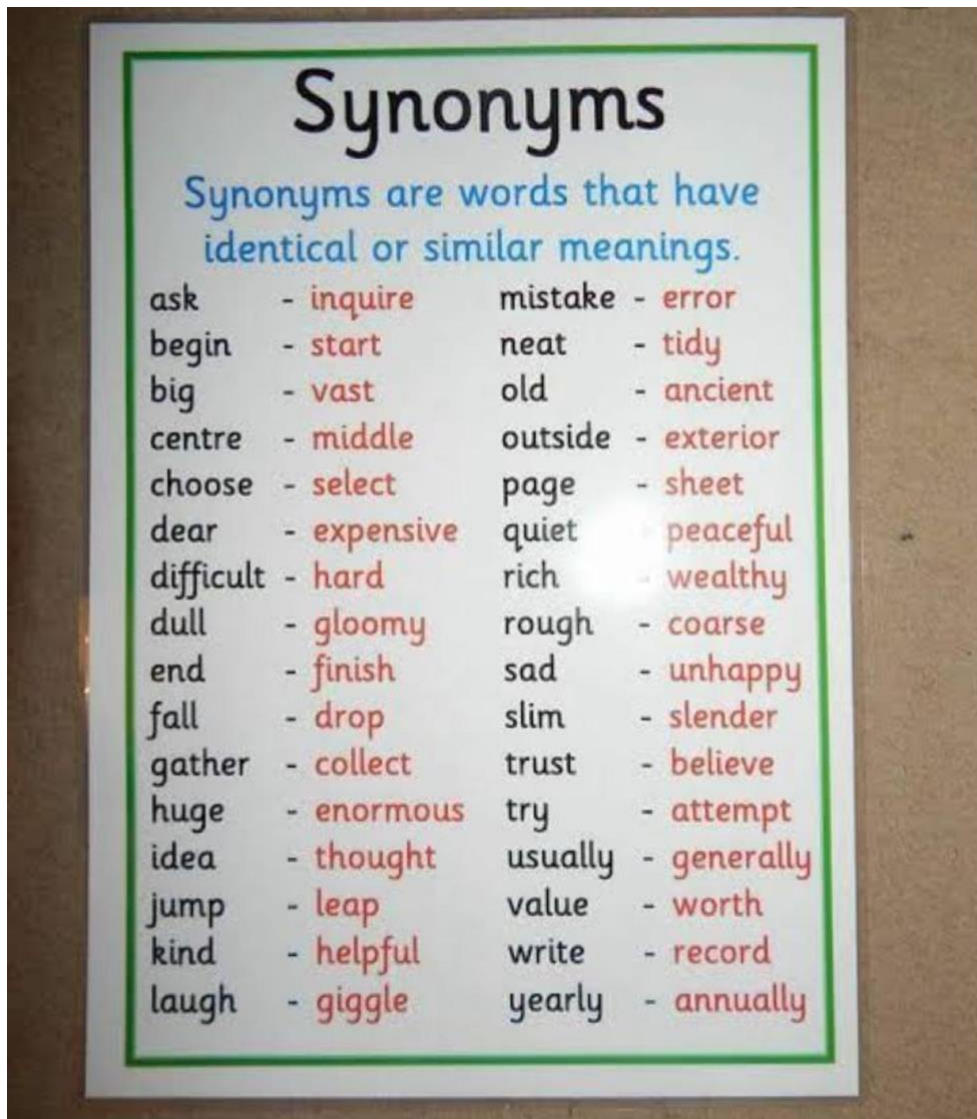 Synonyms
Synonyms are words that have
identical or similar meanings.
ask - inquire
begin - start
big - vast
centre - middle
choose - select
dear - expensive
difficult - hard
dull - gloomy
end - finish
fall - drop
gather - collect
huge - enormous
idea - thought
jump - leap
kind - helpful
laugh - giggle
mistake - error
neat - tidy
old - ancient
outside - exterior
page - sheet
quiet - peaceful
rich - wealthy
rough - coarse
sad - unhappy
slim - slender
trust - believe
try - attempt
usually - generally
value - worth
write - record
yearly - annually